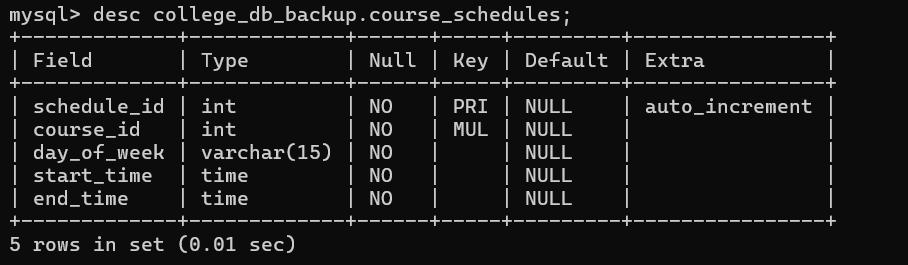 mysql> desc college_db_backup.course_schedules;
+-------------+-------------+------+-----+---------+----------------+
| Field       | Type        | Null | Key | Default | Extra          |
+-------------+-------------+------+-----+---------+----------------+
| schedule_id | int         | NO   | PRI | NULL    | auto_increment |
| course_id   | int         | NO   | MUL | NULL    |                |
| day_of_week | varchar(15) | NO   |     | NULL    |                |
| start_time  | time        | NO   |     | NULL    |                |
| end_time    | time        | NO   |     | NULL    |                |
+-------------+-------------+------+-----+---------+----------------+
5 rows in set (0.01 sec)